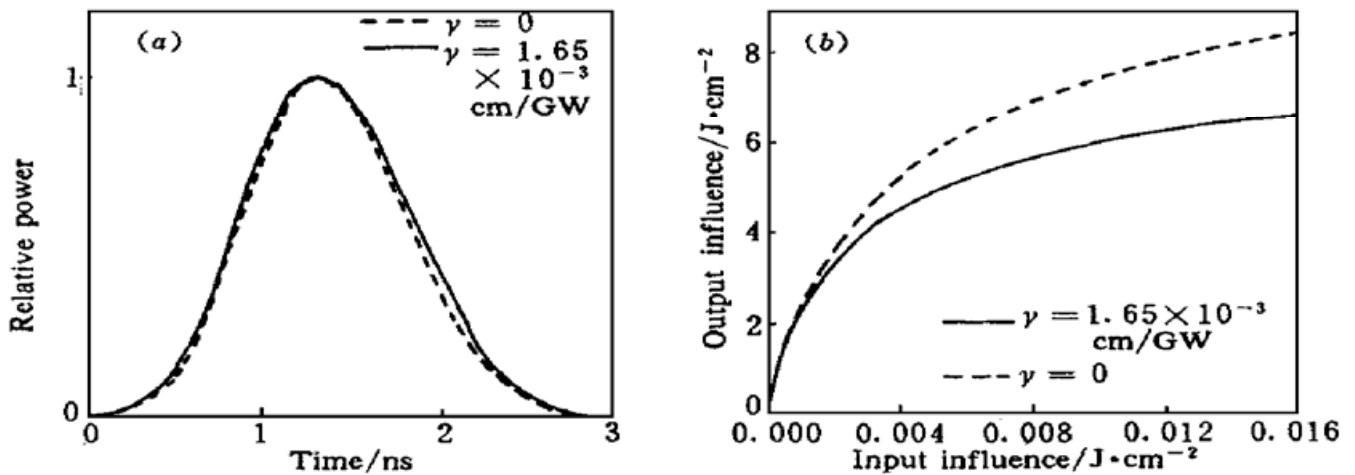 (a)
γ = 0
γ = 1.65
× 10⁻³
cm/GW
1
0
Relative power
0 1 2 3
Time/ns
(b)
8
6
4
2
0
Output influence/J·cm⁻²
γ = 1.65×10⁻³
cm/GW
γ = 0
0.000 0.004 0.008 0.012 0.016
Input influence/J·cm⁻²